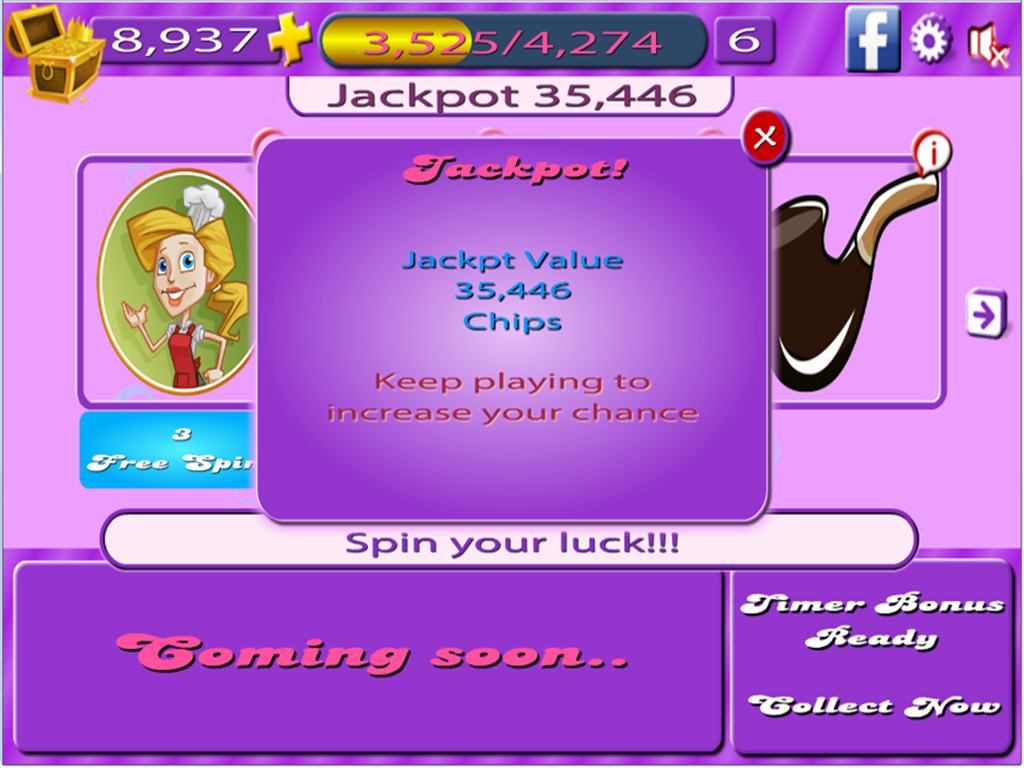 8,937
3,525/4,274
6
f
Jackpot 35,446
i
Jackpot!
Jackpt Value
35,446
Chips
Keep playing to
increase your chance
3
Free Spin
Spin your luck!!!
Coming soon..
Timer Bonus
Ready
Collect Now